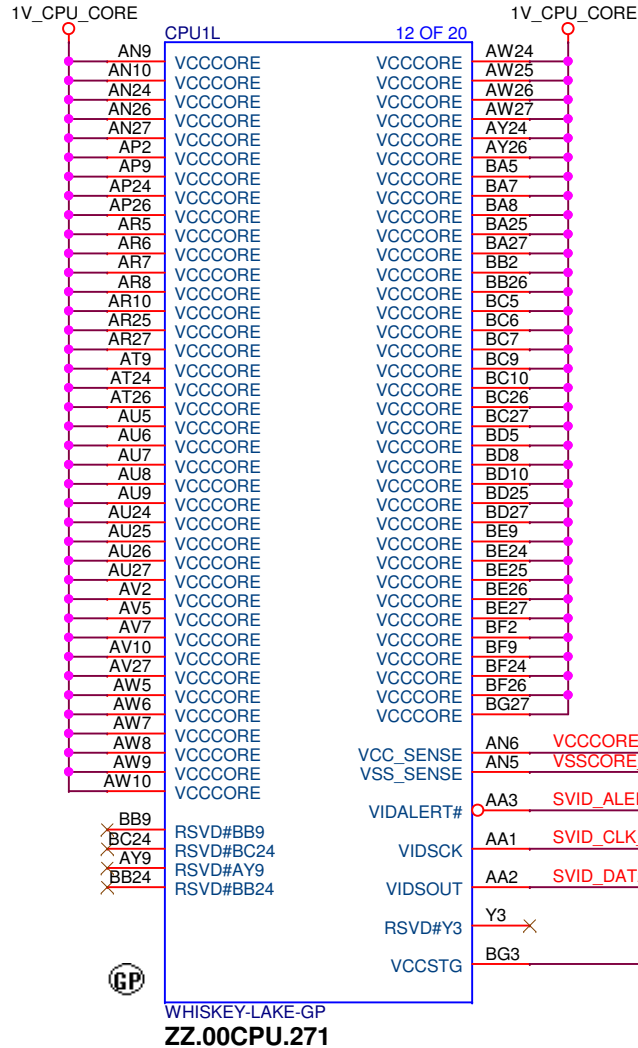 1V_CPU_CORE 1V_CPU_CORE
CPU1L 12 OF 20
AN9 VCCCORE VCCCORE AW24
AN10 VCCCORE VCCCORE AW25
AN24 VCCCORE VCCCORE AW26
AN26 VCCCORE VCCCORE AW27
AN27 VCCCORE VCCCORE AY24
AP2 VCCCORE VCCCORE AY26
AP9 VCCCORE VCCCORE BA5
AP24 VCCCORE VCCCORE BA7
AP26 VCCCORE VCCCORE BA8
AR5 VCCCORE VCCCORE BA25
AR6 VCCCORE VCCCORE BA27
AR7 VCCCORE VCCCORE BB2
AR8 VCCCORE VCCCORE BB26
AR10 VCCCORE VCCCORE BC5
AR25 VCCCORE VCCCORE BC6
AR27 VCCCORE VCCCORE BC7
AT9 VCCCORE VCCCORE BC9
AT24 VCCCORE VCCCORE BC10
AT26 VCCCORE VCCCORE BC26
AU5 VCCCORE VCCCORE BC27
AU6 VCCCORE VCCCORE BD5
AU7 VCCCORE VCCCORE BD8
AU8 VCCCORE VCCCORE BD10
AU9 VCCCORE VCCCORE BD25
AU24 VCCCORE VCCCORE BD27
AU25 VCCCORE VCCCORE BE9
AU26 VCCCORE VCCCORE BE24
AU27 VCCCORE VCCCORE BE25
AV2 VCCCORE VCCCORE BE26
AV5 VCCCORE VCCCORE BE27
AV7 VCCCORE VCCCORE BF2
AV10 VCCCORE VCCCORE BF9
AV27 VCCCORE VCCCORE BF24
AW5 VCCCORE VCCCORE BF26
AW6 VCCCORE VCCCORE BG27
AW7 VCCCORE
AW8 VCCCORE VCC_SENSE AN6 VCCCORE
AW9 VCCCORE VSS_SENSE AN5 VSSCORE
AW10 VCCCORE
VIDALERT# AA3 SVID_ALE
BB9 RSVD#BB9
BC24 RSVD#BC24 VIDSCK AA1 SVID_CLK
AY9 RSVD#AY9
BB24 RSVD#BB24 VIDSOUT AA2 SVID_DAT
RSVD#Y3 Y3
VCCSTG BG3
GP
WHISKEY-LAKE-GP
ZZ.00CPU.271